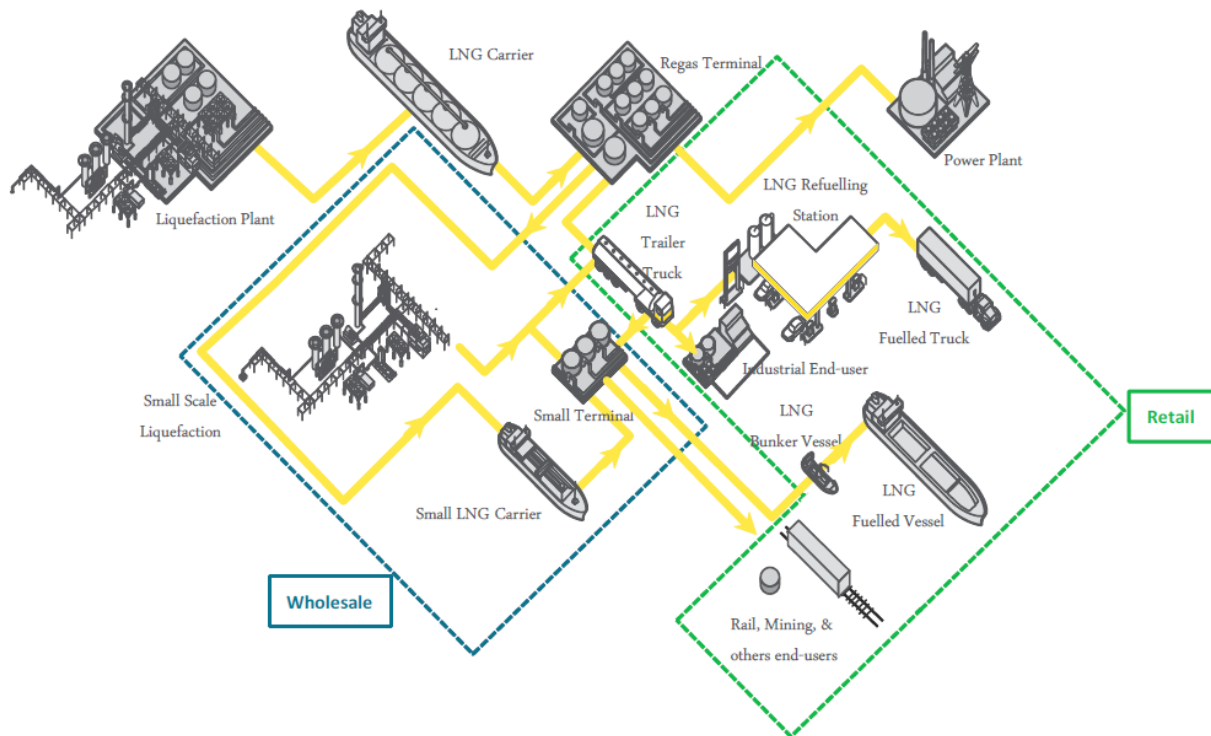 LNG Carrier
Regas Terminal
Liquefaction Plant
Power Plant
LNG
Trailer
Truck
LNG Refuelling
Station
LNG
Fuelled Truck
Industrial End-user
Small Scale
Liquefaction
Small Terminal
LNG
Bunker Vessel
Retail
Small LNG Carrier
LNG
Fuelled Vessel
Wholesale
Rail, Mining, &
others end-users